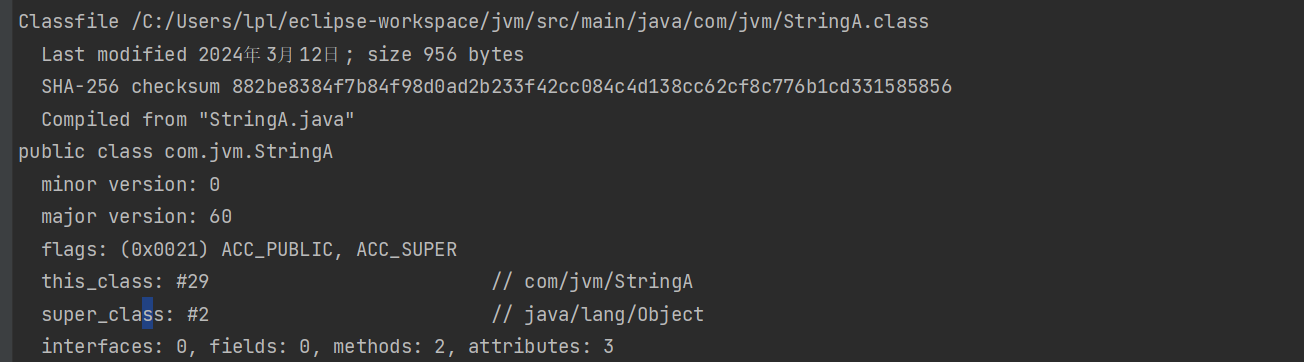 Classfile /C:/Users/lpl/eclipse-workspace/jvm/src/main/java/com/jvm/StringA.class
  Last modified 2024年3月12日; size 956 bytes
  SHA-256 checksum 882be8384f7b84f98d0ad2b233f42cc084c4d138cc62cf8c776b1cd331585856
  Compiled from "StringA.java"
public class com.jvm.StringA
  minor version: 0
  major version: 60
  flags: (0x0021) ACC_PUBLIC, ACC_SUPER
  this_class: #29                         // com/jvm/StringA
  super_class: #2                         // java/lang/Object
  interfaces: 0, fields: 0, methods: 2, attributes: 3